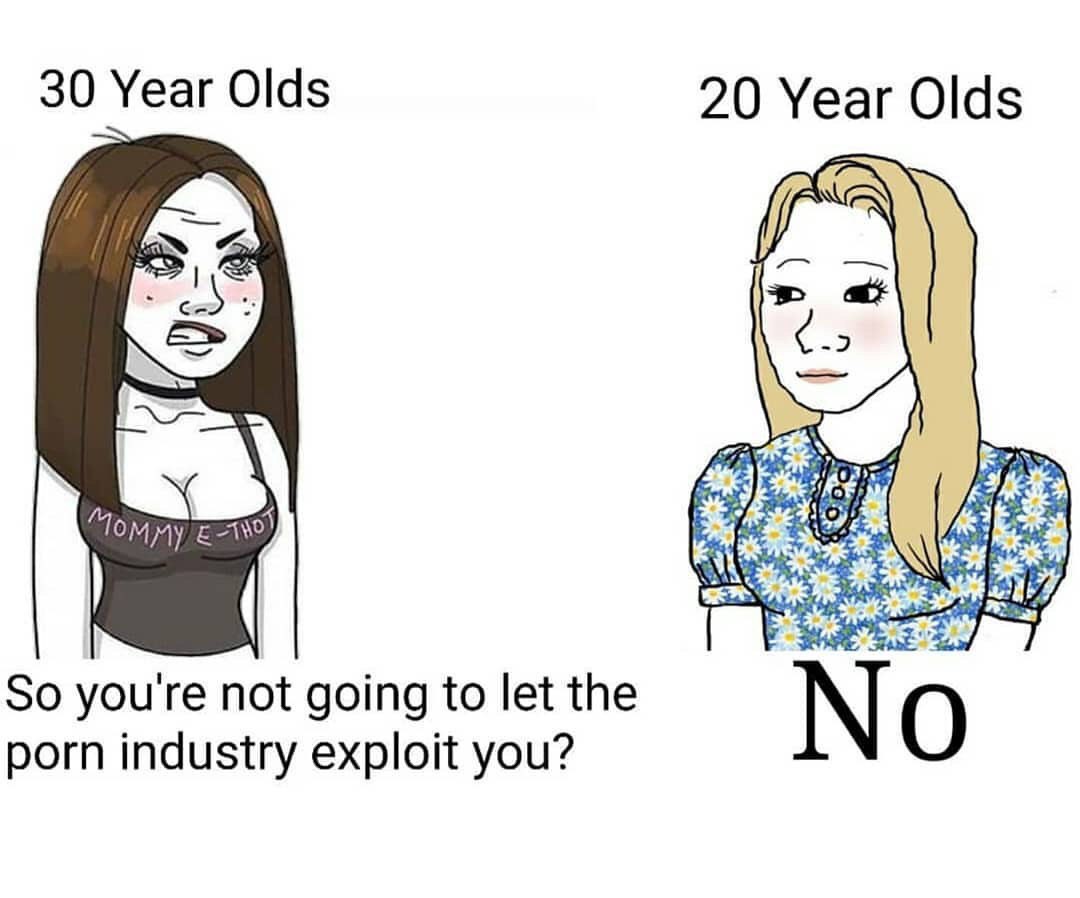 30 Year Olds
20 Year Olds
MOMMY E-THOT
So you're not going to let the
porn industry exploit you?
No